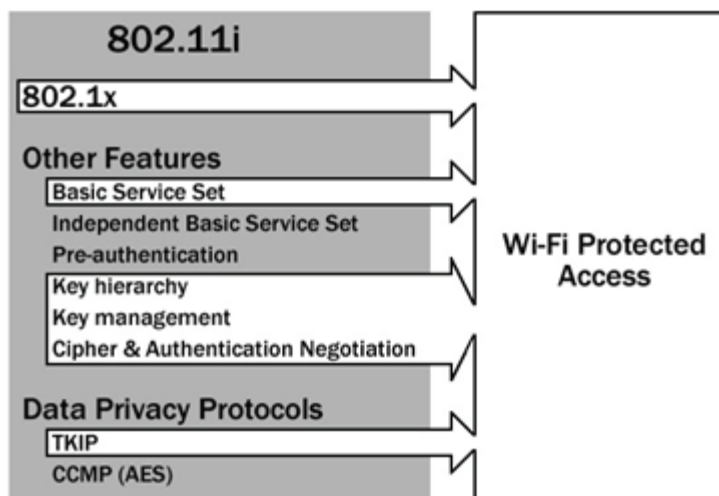 802.11i
802.1x
Other Features
Basic Service Set
Independent Basic Service Set
Pre-authentication
Key hierarchy
Key management
Cipher & Authentication Negotiation
Data Privacy Protocols
TKIP
CCMP (AES)
Wi-Fi Protected
Access